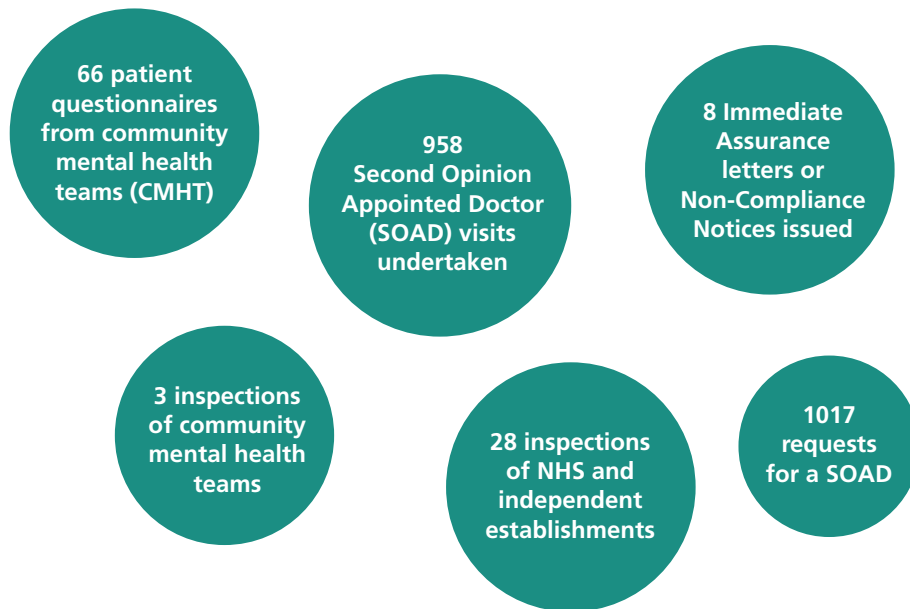 66 patient
questionnaires
from community
mental health
teams (CMHT)
958
Second Opinion
Appointed Doctor
(SOAD) visits
undertaken
8 Immediate
Assurance
letters or
Non-Compliance
Notices issued
3 inspections
of community
mental health
teams
28 inspections
of NHS and
independent
establishments
1017
requests
for a SOAD